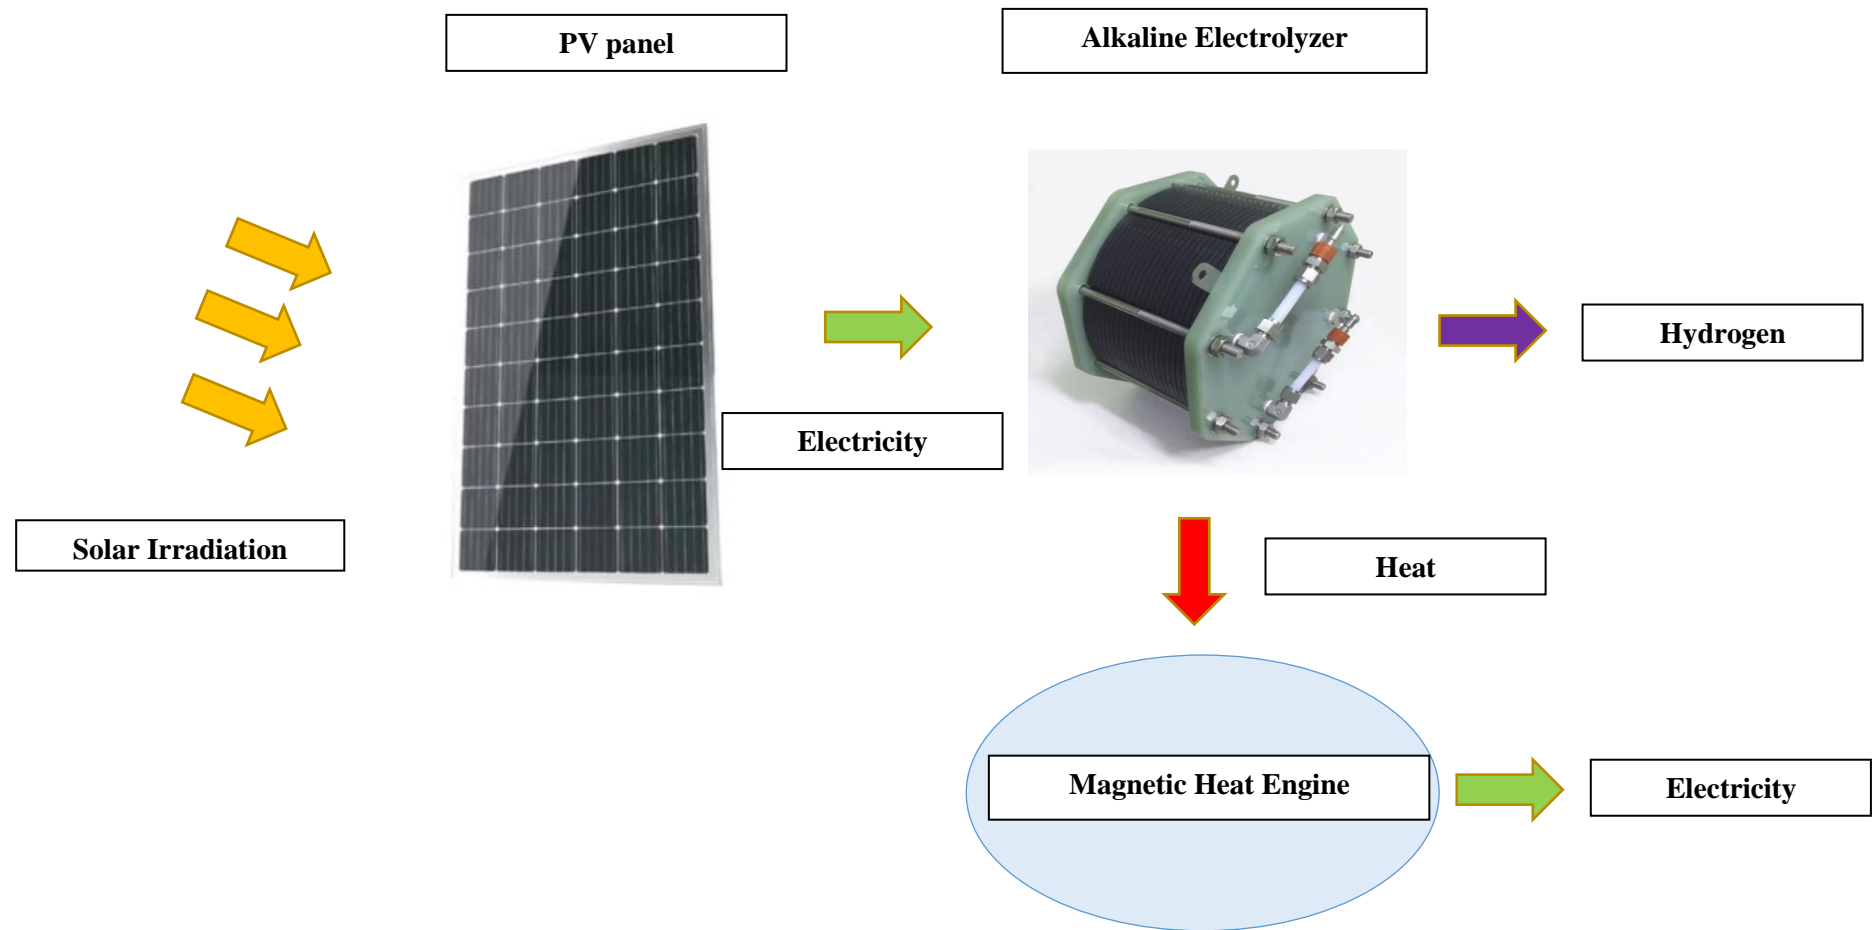 PV panel
Alkaline Electrolyzer
Hydrogen
Electricity
Solar Irradiation
Heat
Magnetic Heat Engine
Electricity